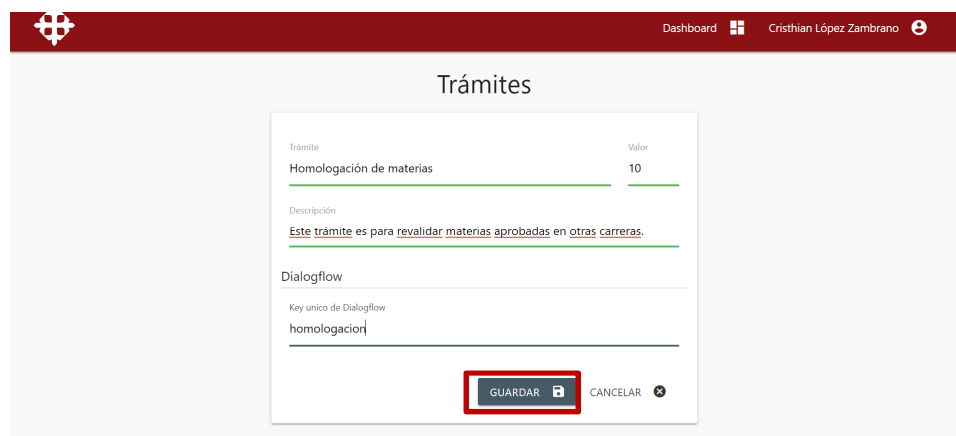 Dashboard Cristhian López Zambrano
Trámites
Trámite Valor
Homologación de materias 10
Descripción
Este trámite es para revalidar materias aprobadas en otras carreras.
Dialogflow
Key unico de Dialogflow
homologacion
GUARDAR CANCELAR